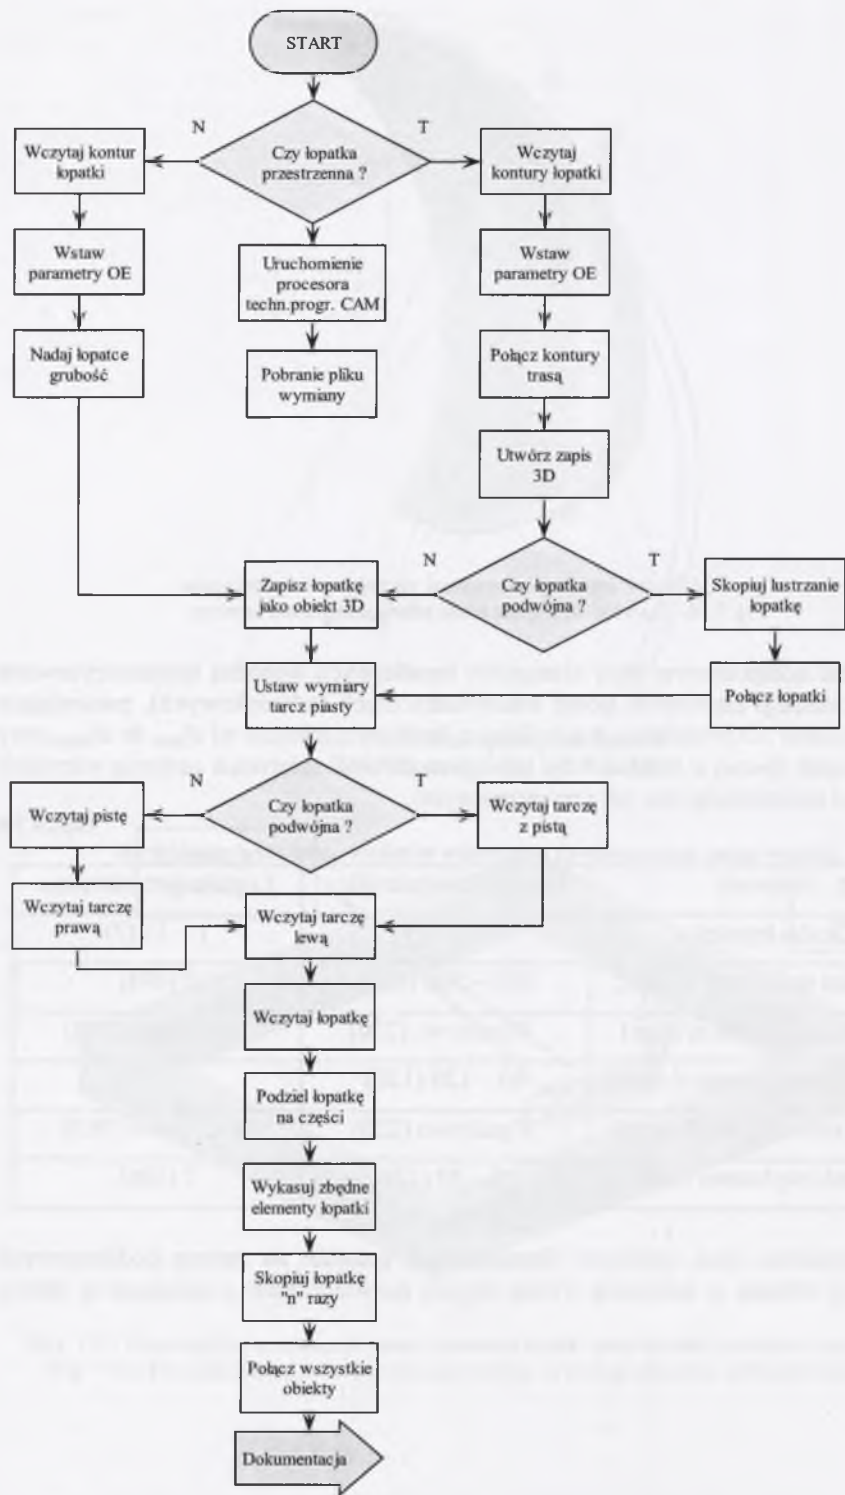 START
N
T
Czy łopatka
przestrzenna ?
Wczytaj kontur
łopatki
Wczytaj
kontury łopatki
Wstaw
parametry OE
Uruchomienie
procesora
techn.progr. CAM
Wstaw
parametry OE
Nadaj łopatce
grubość
Pobranie pliku
wymiany
Połącz kontury
trasą
Utwórz zapis
3D
N
T
Zapisz łopatkę
jako obiekt 3D
Czy łopatka
podwójna ?
Skopiuj lustrzanie
łopatkę
Ustaw wymiary
tarcz piasty
Połącz łopatki
N
T
Wczytaj pistę
Czy łopatka
podwójna ?
Wczytaj tarczę
z pistą
Wczytaj tarczę
prawą
Wczytaj tarczę
lewą
Wczytaj łopatkę
Podziel łopatkę
na części
Wykasuj zbędne
elementy łopatki
Skopiuj łopatkę
"n" razy
Połącz wszystkie
obiekty
Dokumentacja